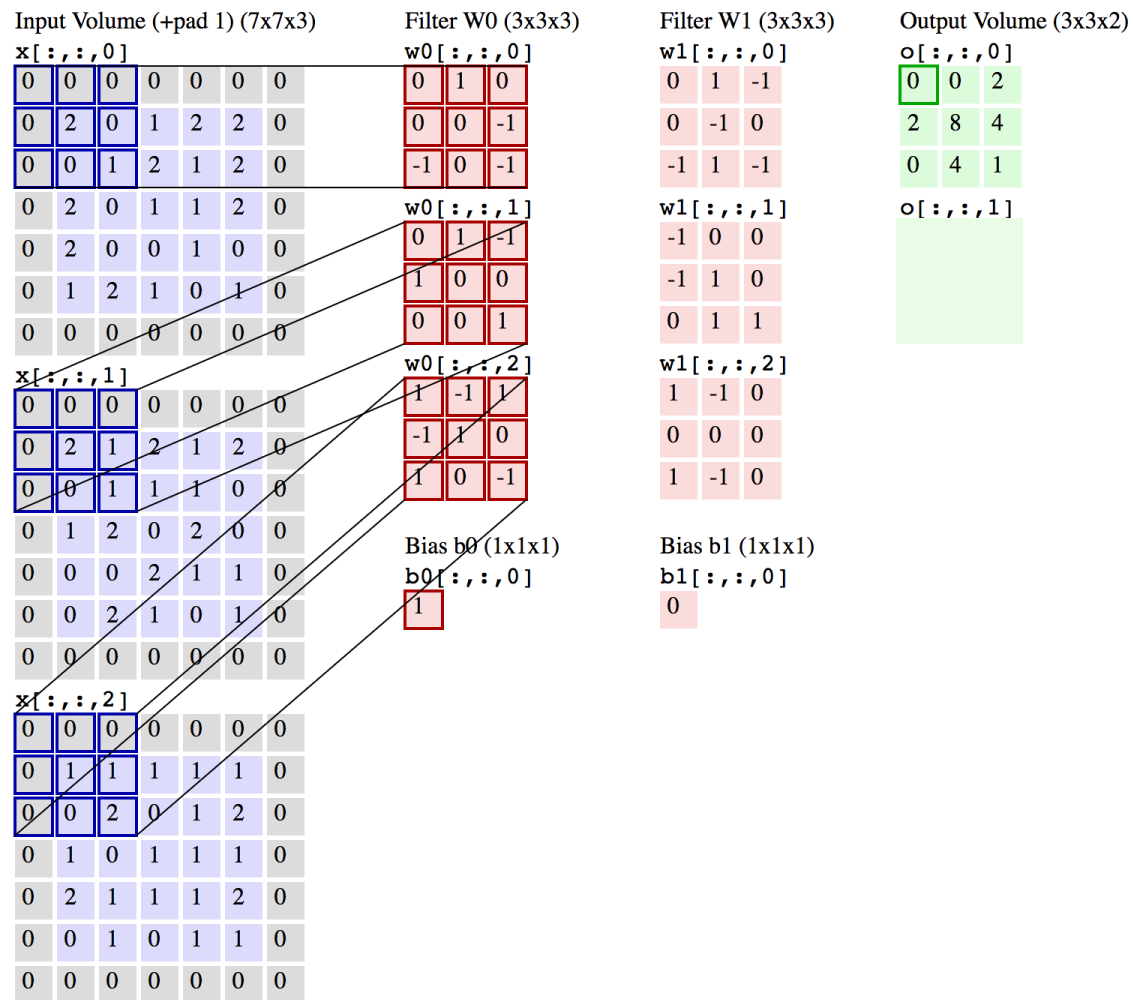 Input Volume (+pad 1) (7x7x3)
x[:,:,0]
0 0 0 0 0 0 0
0 2 0 1 2 2 0
0 0 1 2 1 2 0
0 2 0 1 1 2 0
0 2 0 0 1 0 0
0 1 2 1 0 1 0
0 0 0 0 0 0 0
x[:,:,1]
0 0 0 0 0 0 0
0 2 1 2 1 2 0
0 0 1 1 1 0 0
0 1 2 0 2 0 0
0 0 0 2 1 1 0
0 0 2 1 0 1 0
0 0 0 0 0 0 0
x[:,:,2]
0 0 0 0 0 0 0
0 1 1 1 1 1 0
0 0 2 0 1 2 0
0 1 0 1 1 1 0
0 2 1 1 1 2 0
0 0 1 0 1 1 0
0 0 0 0 0 0 0
Filter W0 (3x3x3)
w0[:,:,0]
0 1 0
0 0 -1
-1 0 -1
w0[:,:,1]
0 1 -1
1 0 0
0 0 1
w0[:,:,2]
1 -1 1
-1 1 0
1 0 -1
Bias b0 (1x1x1)
b0[:,:,0]
1
Filter W1 (3x3x3)
w1[:,:,0]
0 1 -1
0 -1 0
-1 1 -1
w1[:,:,1]
-1 0 0
-1 1 0
0 1 1
w1[:,:,2]
1 -1 0
0 0 0
1 -1 0
Bias b1 (1x1x1)
b1[:,:,0]
0
Output Volume (3x3x2)
o[:,:,0]
0 0 2
2 8 4
0 4 1
o[:,:,1]